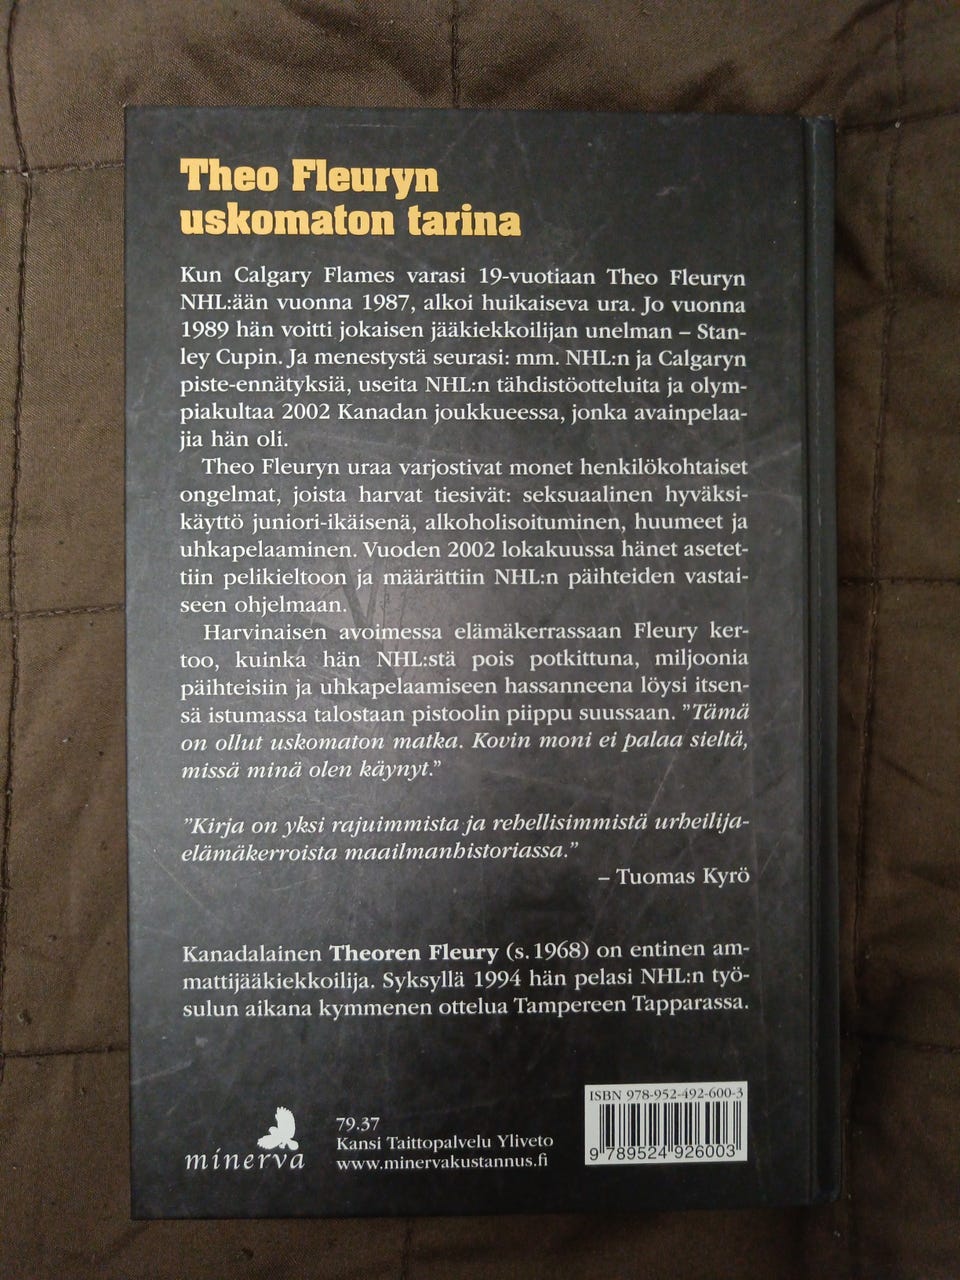 Theo Fleuryn
uskomaton tarina
Kun Calgary Flames varasi 19-vuotiaan Theo Fleuryn
NHL:ään vuonna 1987, alkoi huikaiseva ura. Jo vuonna
1989 hän voitti jokaisen jääkiekkoilijan unelman – Stan-
ley Cupin. Ja menestystä seurasi: mm. NHL:n ja Calgaryn
piste-ennätyksiä, useita NHL:n tähdistöotteluita ja olym-
piakultaa 2002 Kanadan joukkueessa, jonka avainpelaa-
jia hän oli.
Theo Fleuryn uraa varjostivat monet henkilökohtaiset
ongelmat, joista harvat tiesivät: seksuaalinen hyväksi-
käyttö juniori-ikäisenä, alkoholisoituminen, huumeet ja
uhkapelaaminen. Vuoden 2002 lokakuussa hänet asetet-
tiin pelikieltoon ja määrättiin NHL:n päihteiden vastai-
seen ohjelmaan.
Harvinaisen avoimessa elämäkerrassaan Fleury ker-
too, kuinka hän NHL:stä pois potkittuna, miljoonia
päihteisiin ja uhkapelaamiseen hassanneena löysi itsen-
sä istumassa talostaan pistoolin piippu suussaan. ”Tämä
on ollut uskomaton matka. Kovin moni ei palaa sieltä,
missä minä olen käynyt.”
”Kirja on yksi rajuimmista ja rehellisimmistä urheilija-
elämäkerroista maailmanhistoriassa.”
– Tuomas Kyrö
Kanadalainen Theoren Fleury (s. 1968) on entinen am-
mattijääkiekkoilija. Syksyllä 1994 hän pelasi NHL:n työ-
sulun aikana kymmenen ottelua Tampereen Tapparassa.
minerva
79.37
Kansi Taittopalvelu Yliveto
www.minervakustannus.fi
ISBN 978-952-492-600-3
9 789524 926003